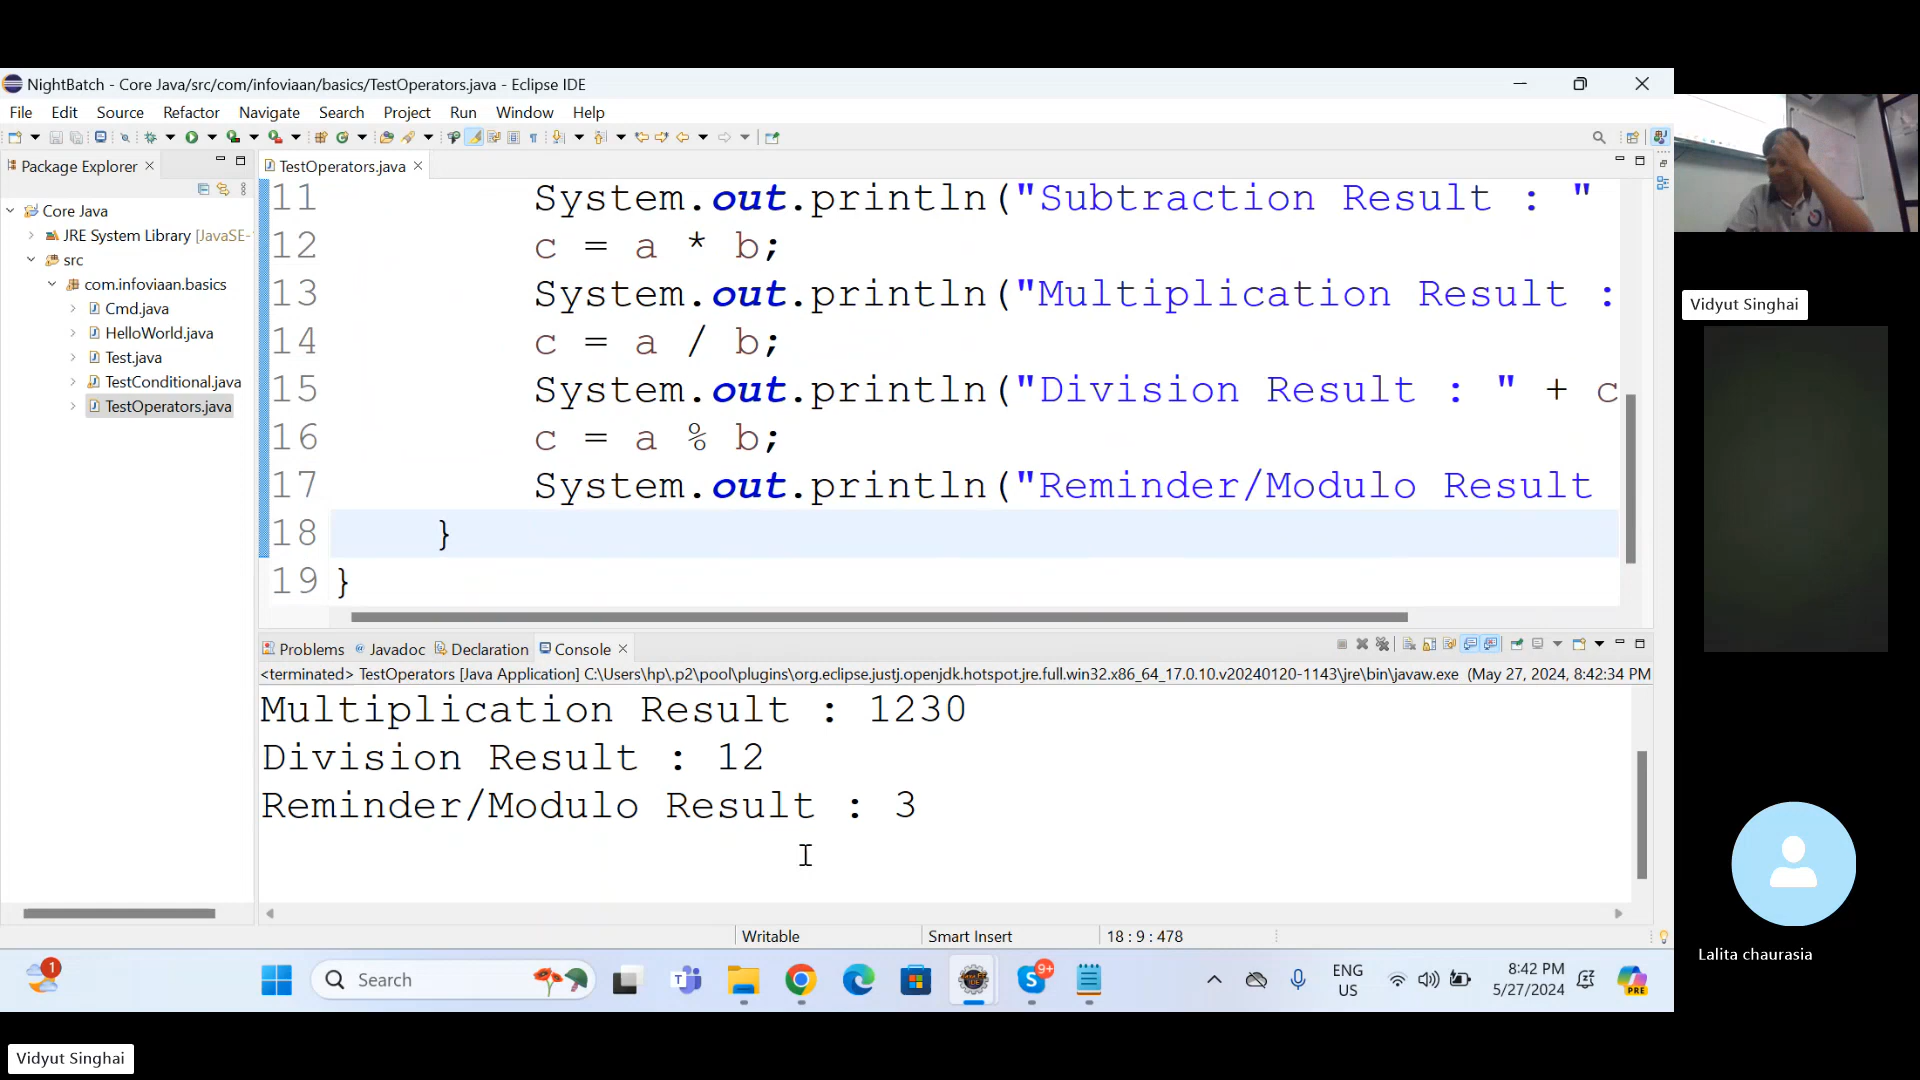 NightBatch - Core Java/src/com/infoviaan/basics/TestOperators.java - Eclipse IDE
File Edit Source Refactor Navigate Search Project Run Window Help
Package Explorer
TestOperators.java
Core Java
JRE System Library [JavaSE-
src
com.infoviaan.basics
Cmd.java
HelloWorld.java
Test.java
TestConditional.java
TestOperators.java
11 System.out.println("Subtraction Result : "
12 c = a * b;
13 System.out.println("Multiplication Result :
14 c = a / b;
15 System.out.println("Division Result : " + c
16 c = a % b;
17 System.out.println("Reminder/Modulo Result
18 }
19 }
Problems Javadoc Declaration Console
<terminated> TestOperators [Java Application] C:\Users\hp\.p2\pool\plugins\org.eclipse.justj.openjdk.hotspot.jre.full.win32.x86_64_17.0.10.v20240120-1143\jre\bin\javaw.exe (May 27, 2024, 8:42:34 PM
Multiplication Result : 1230
Division Result : 12
Reminder/Modulo Result : 3
Writable Smart Insert 18 : 9 : 478
1
Search
9+
ENG
US
8:42 PM
5/27/2024
PRE
Vidyut Singhai
Lalita chaurasia
Vidyut Singhai